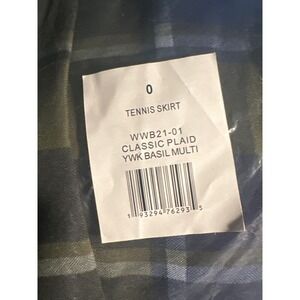 0
TENNIS SKIRT
WWB21-01
CLASSIC PLAID
YWK BASIL MULTI
1 93294 76293 5